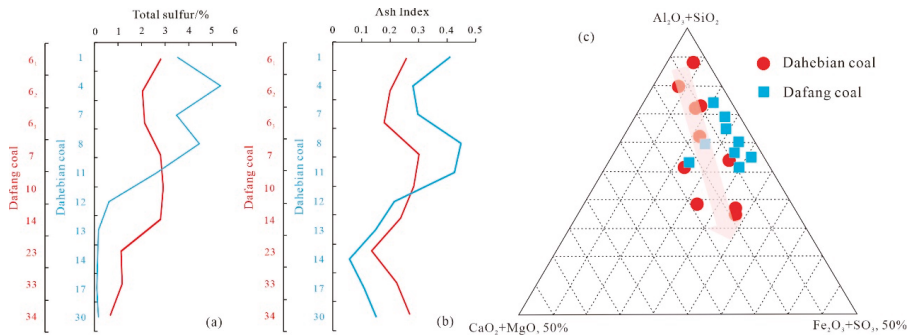 Total sulfur/%
0 1 2 3 4 5 6
Dafang coal
6₁
6₂
6₃
7
10
14
23
33
34
Dahebian coal
1
4
7
8
11
12
13
14
17
30
(a)
Ash Index
0 0.1 0.2 0.3 0.4 0.5
Dafang coal
6₁
6₂
6₃
7
10
14
23
33
34
Dahebian coal
1
4
7
8
11
12
13
14
17
30
(b)
(c)
Al₂O₃+SiO₂
Dahebian coal
Dafang coal
CaO₂+MgO, 50%
Fe₂O₃+SO₃, 50%